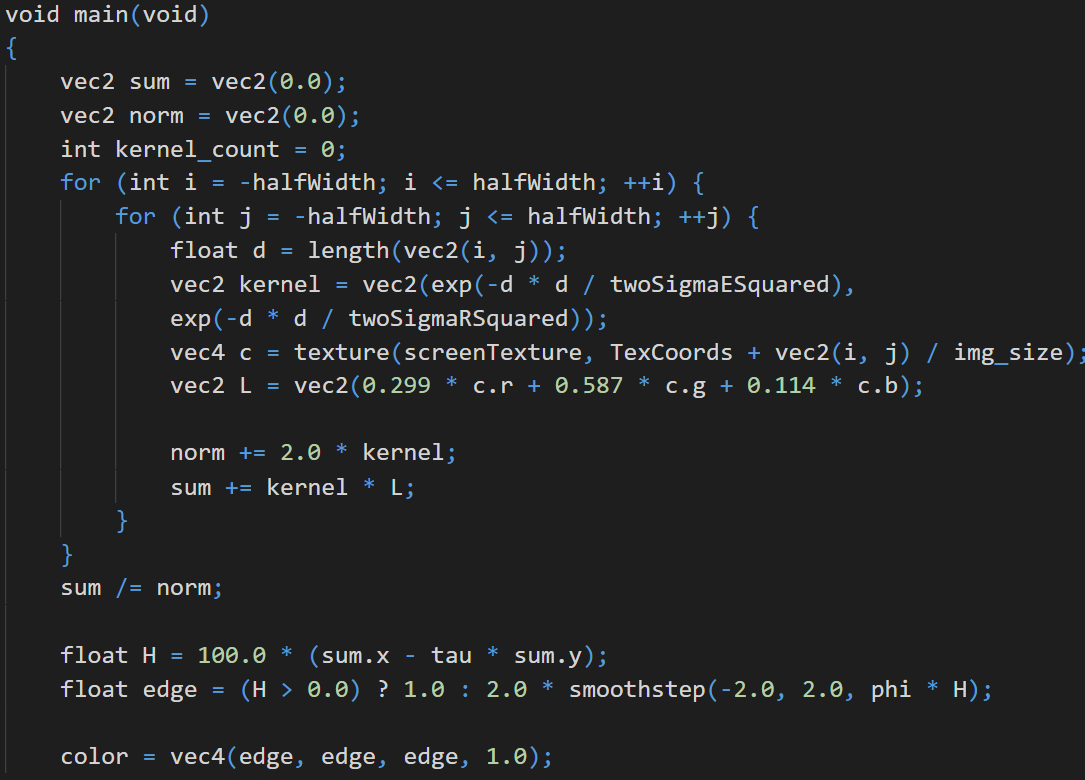 void main(void)
{
    vec2 sum = vec2(0.0);
    vec2 norm = vec2(0.0);
    int kernel_count = 0;
    for (int i = -halfWidth; i <= halfWidth; ++i) {
        for (int j = -halfWidth; j <= halfWidth; ++j) {
            float d = length(vec2(i, j));
            vec2 kernel = vec2(exp(-d * d / twoSigmaESquared),
            exp(-d * d / twoSigmaRSquared));
            vec4 c = texture(screenTexture, TexCoords + vec2(i, j) / img_size);
            vec2 L = vec2(0.299 * c.r + 0.587 * c.g + 0.114 * c.b);

            norm += 2.0 * kernel;
            sum += kernel * L;
        }
    }
    sum /= norm;

    float H = 100.0 * (sum.x - tau * sum.y);
    float edge = (H > 0.0) ? 1.0 : 2.0 * smoothstep(-2.0, 2.0, phi * H);

    color = vec4(edge, edge, edge, 1.0);